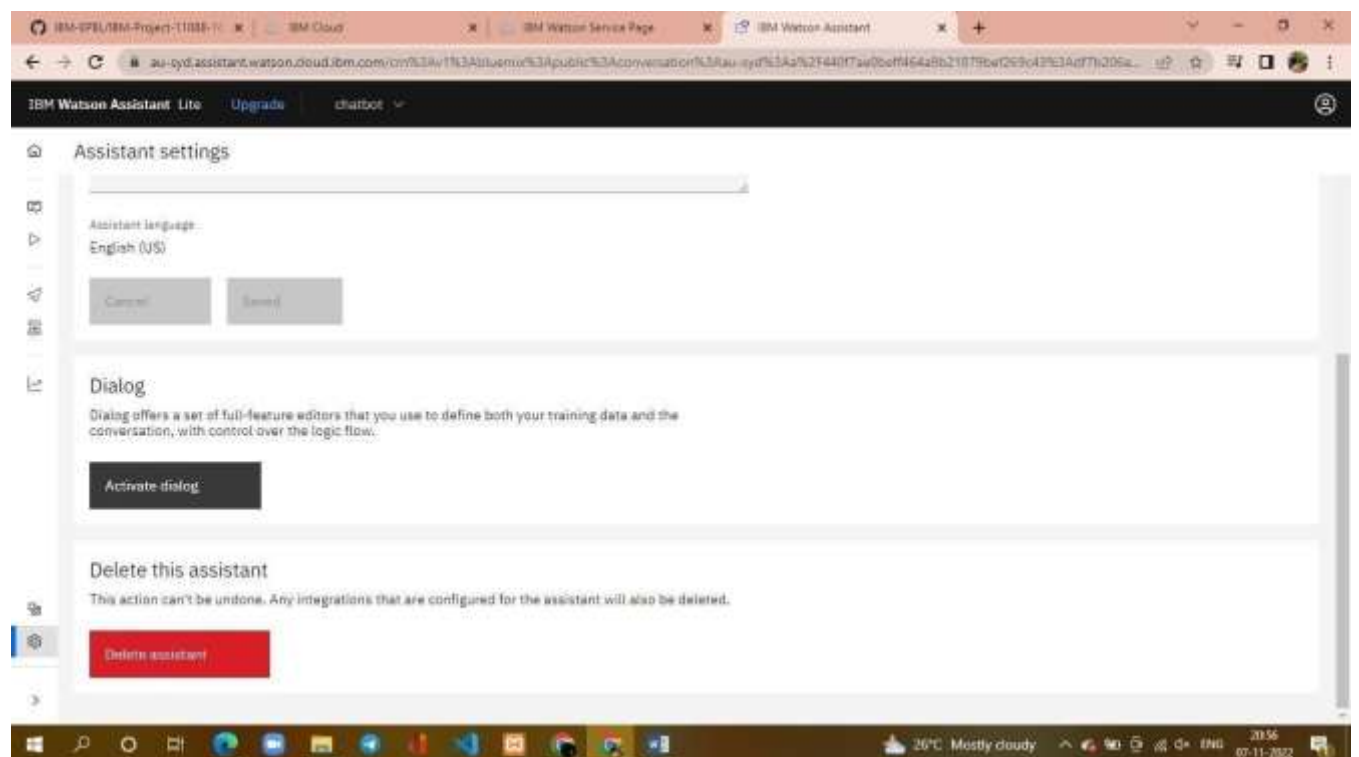 IBM Cloud
IBM Watson Service Page
IBM Watson Assistant
IBM Watson Assistant Lite Upgrade chatbot
Assistant settings
Assistant language
English (US)
Cancel Saved
Dialog
Dialog offers a set of full-feature editors that you use to define both your training data and the
conversation, with control over the logic flow.
Activate dialog
Delete this assistant
This action can't be undone. Any integrations that are configured for the assistant will also be deleted.
Delete assistant
26°C Mostly cloudy
ENG
20:56
07-11-2022